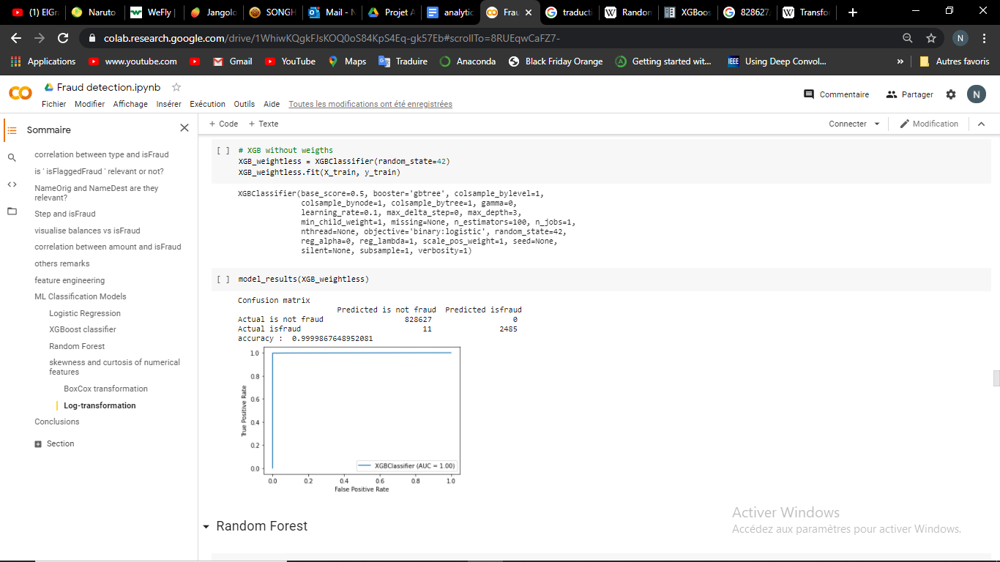 (1) ElGr
Naruto
WeFly |
Jangolo
SONGH
Mail - N
Projet A
analytic
Frau
traducti
Random
XGBoos
828627,
Transfo
colab.research.google.com/drive/1WhiwKQgkFJsKOQ0oS84KpS4Eq-gk57Eb#scrollTo=8RUEqwCaFZ7-
N
Applications
www.youtube.com
Gmail
YouTube
Maps
Traduire
Anaconda
Black Friday Orange
Getting started wit...
IEEE Using Deep Convol...
»
Autres favoris
CO
Fraud detection.ipynb
Fichier Modifier Affichage Insérer Exécution Outils Aide Toutes les modifications ont été enregistrées
Commentaire
Partager
N
Sommaire
+ Code + Texte
Connecter
Modification
correlation between type and isFraud
is ' isFlaggedFraud ' relevant or not?
NameOrig and NameDest are they
relevant?
Step and isFraud
visualise balances vs isFraud
correlation between amount and isFraud
others remarks
feature engineering
ML Classification Models
Logistic Regression
XGBoost classifier
Random Forest
skewness and curtosis of numerical
features
BoxCox transformation
Log-transformation
Conclusions
Section
[ ] # XGB without weigths
XGB_weightless = XGBClassifier(random_state=42)
XGB_weightless.fit(X_train, y_train)
XGBClassifier(base_score=0.5, booster='gbtree', colsample_bylevel=1,
colsample_bynode=1, colsample_bytree=1, gamma=0,
learning_rate=0.1, max_delta_step=0, max_depth=3,
min_child_weight=1, missing=None, n_estimators=100, n_jobs=1,
nthread=None, objective='binary:logistic', random_state=42,
reg_alpha=0, reg_lambda=1, scale_pos_weight=1, seed=None,
silent=None, subsample=1, verbosity=1)
[ ] model_results(XGB_weightless)
Confusion matrix
Predicted is not fraud Predicted isfraud
Actual is not fraud 828627 0
Actual isfraud 11 2485
accuracy : 0.9999867648952081
1.0
0.8
0.6
0.4
0.2
0.0
True Positive Rate
XGBClassifier (AUC = 1.00)
0.0 0.2 0.4 0.6 0.8 1.0
False Positive Rate
Random Forest
Activer Windows
Accédez aux paramètres pour activer Windows.